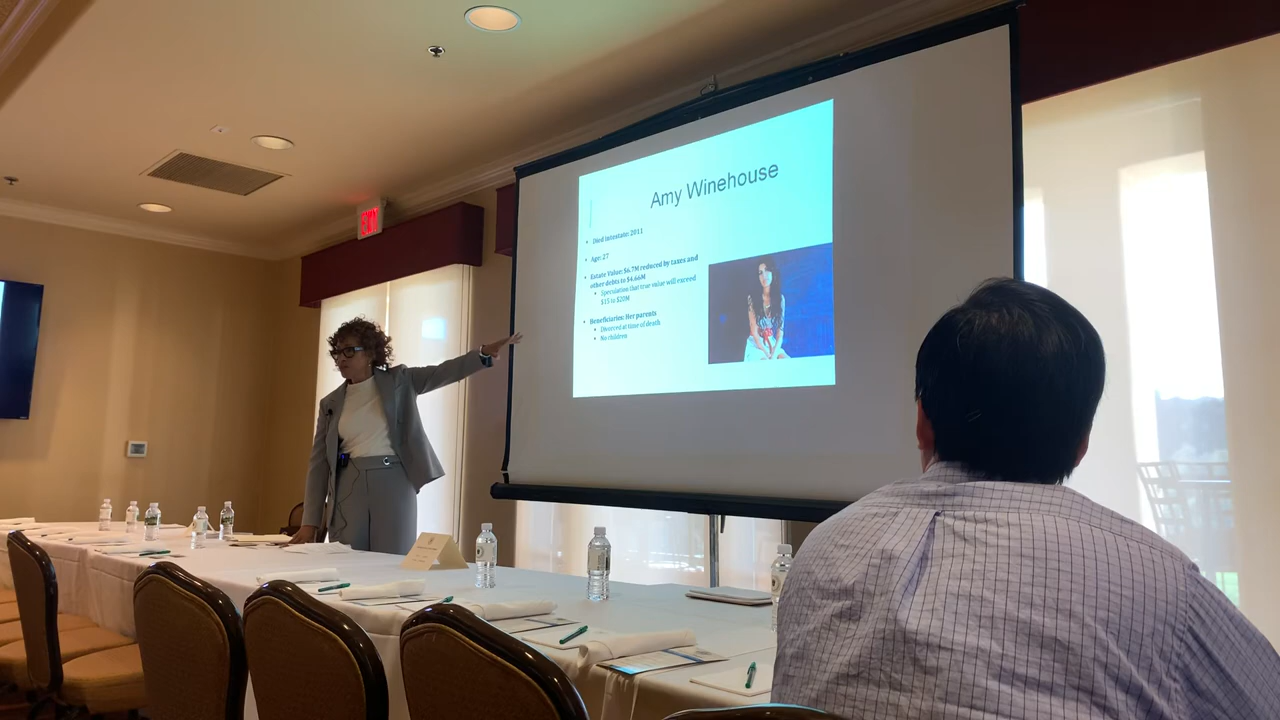 EXIT
Amy Winehouse
• Died intestate: 2011
• Age: 27
• Estate Value: $6.7M reduced by taxes and
other debts to $4.66M
• Speculation that true value will exceed
$15 to $20M
• Beneficiaries: Her parents
• Divorced at time of death
• No children